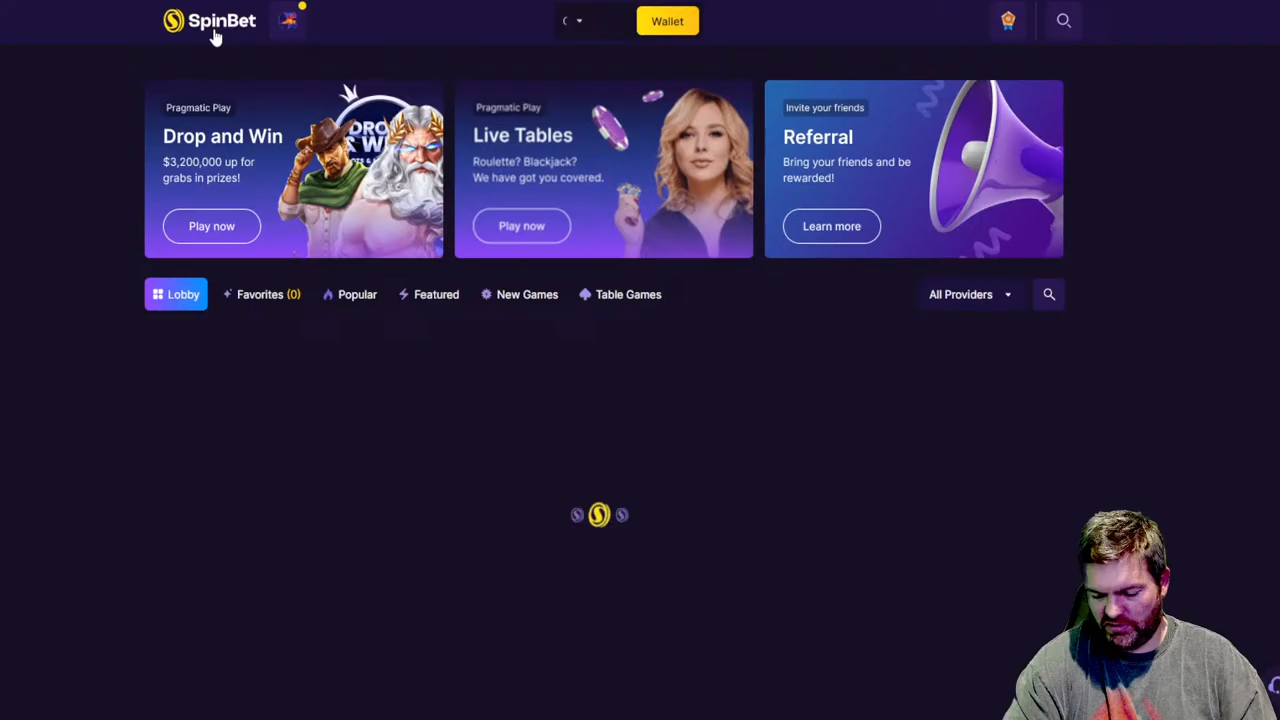 SpinBet
Wallet
Pragmatic Play
Drop and Win
$3,200,000 up for
grabs in prizes!
Play now
Pragmatic Play
Live Tables
Roulette? Blackjack?
We have got you covered.
Play now
Invite your friends
Referral
Bring your friends and be
rewarded!
Learn more
Lobby
Favorites (0)
Popular
Featured
New Games
Table Games
All Providers